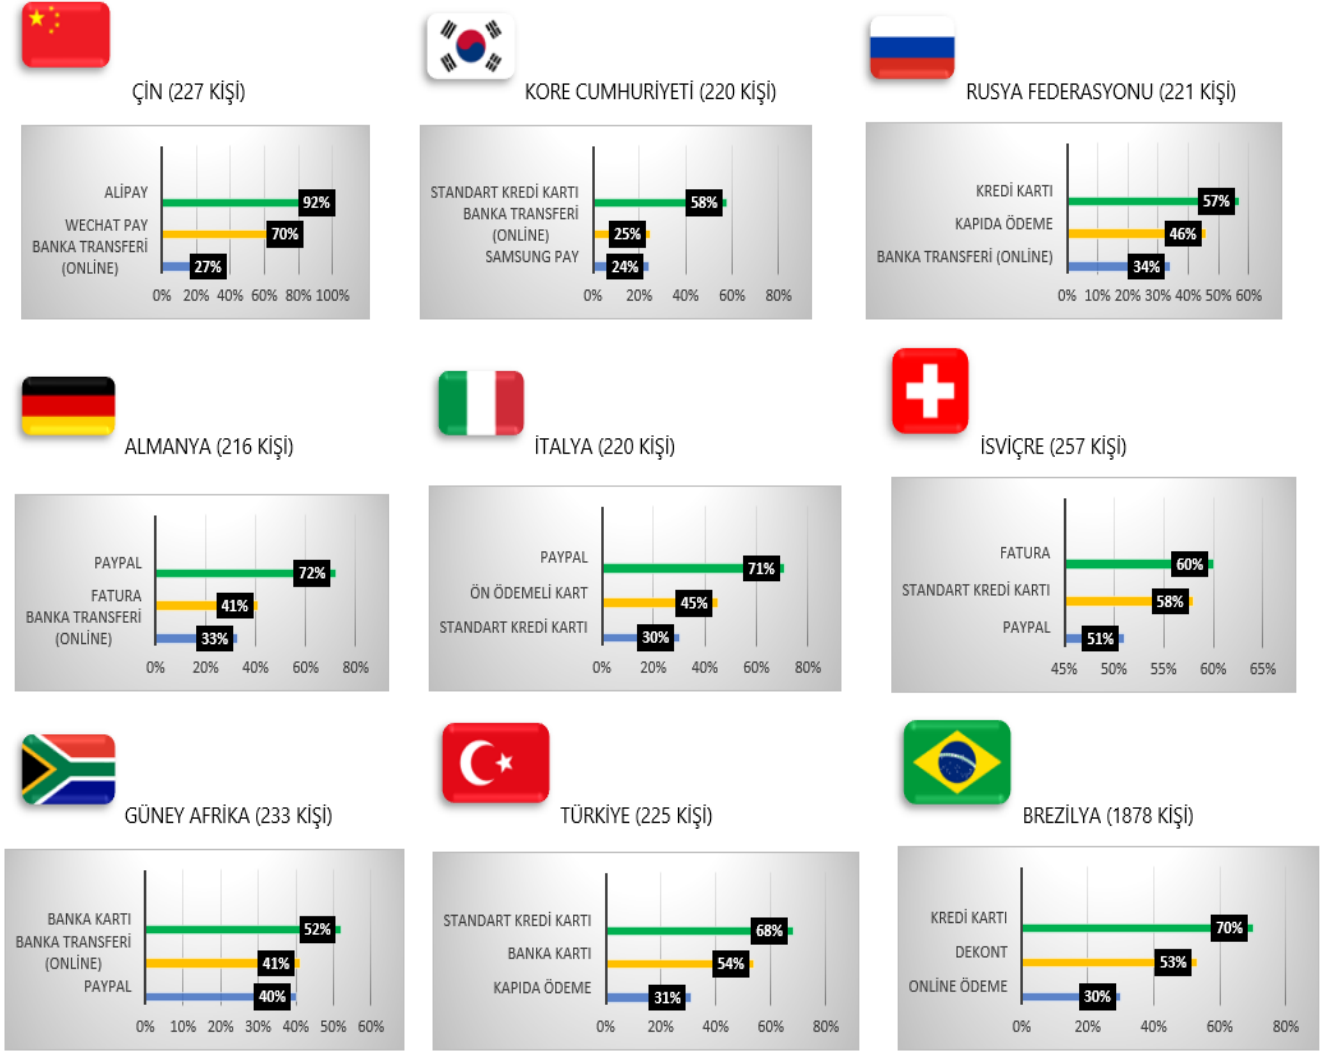 ÇİN (227 KİŞİ)
ALİPAY
92%
WECHAT PAY
70%
BANKA TRANSFERİ
(ONLİNE)
27%
0% 20% 40% 60% 80% 100%
KORE CUMHURİYETİ (220 KİŞİ)
STANDART KREDİ KARTI
58%
BANKA TRANSFERİ
(ONLİNE)
25%
SAMSUNG PAY
24%
0% 20% 40% 60% 80%
RUSYA FEDERASYONU (221 KİŞİ)
KREDİ KARTI
57%
KAPIDA ÖDEME
46%
BANKA TRANSFERİ (ONLİNE)
34%
0% 10% 20% 30% 40% 50% 60%
ALMANYA (216 KİŞİ)
PAYPAL
72%
FATURA
41%
BANKA TRANSFERİ
(ONLİNE)
33%
0% 20% 40% 60% 80%
İTALYA (220 KİŞİ)
PAYPAL
71%
ÖN ÖDEMELİ KART
45%
STANDART KREDİ KARTI
30%
0% 20% 40% 60% 80%
İSVİÇRE (257 KİŞİ)
FATURA
60%
STANDART KREDİ KARTI
58%
PAYPAL
51%
45% 50% 55% 60% 65%
GÜNEY AFRİKA (233 KİŞİ)
BANKA KARTI
52%
BANKA TRANSFERİ
(ONLİNE)
41%
PAYPAL
40%
0% 10% 20% 30% 40% 50% 60%
TÜRKİYE (225 KİŞİ)
STANDART KREDİ KARTI
68%
BANKA KARTI
54%
KAPIDA ÖDEME
31%
0% 20% 40% 60% 80%
BREZİLYA (1878 KİŞİ)
KREDİ KARTI
70%
DEKONT
53%
ONLİNE ÖDEME
30%
0% 20% 40% 60% 80%